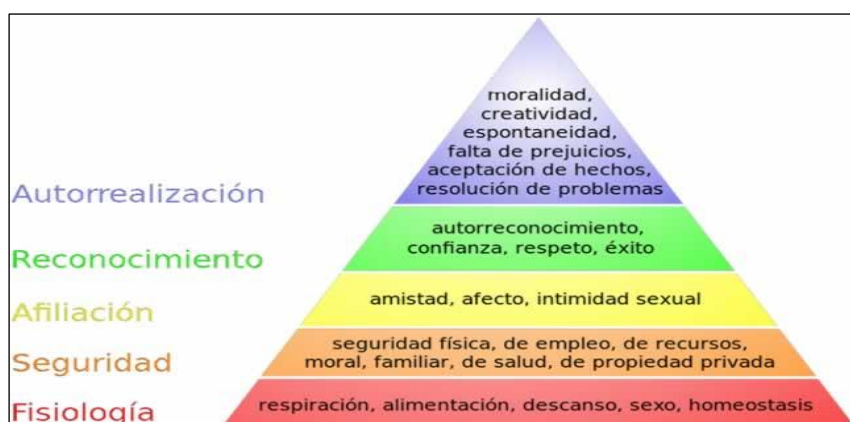 moralidad,
creatividad,
espontaneidad,
falta de prejuicios,
aceptación de hechos,
resolución de problemas
Autorrealización
autorreconocimiento,
confianza, respeto, éxito
Reconocimiento
amistad, afecto, intimidad sexual
Afiliación
seguridad física, de empleo, de recursos,
moral, familiar, de salud, de propiedad privada
Seguridad
respiración, alimentación, descanso, sexo, homeostasis
Fisiología